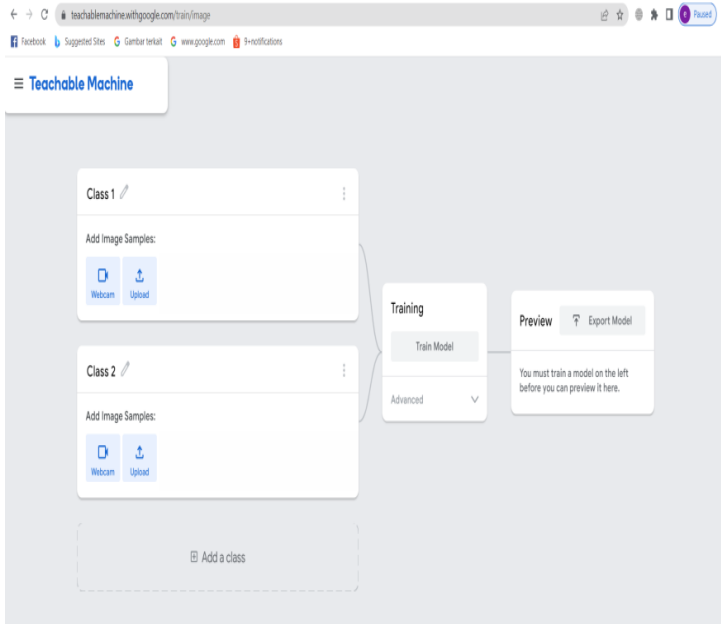 teachablemachine.withgoogle.com/train/image
e Paused
Facebook b Suggested Sites G Gambar terkait G www.google.com 9+notifications
Teachable Machine
Class 1
Add Image Samples:
Webcam Upload
Class 2
Add Image Samples:
Webcam Upload
Add a class
Training
Train Model
Advanced
Preview Export Model
You must train a model on the left
before you can preview it here.